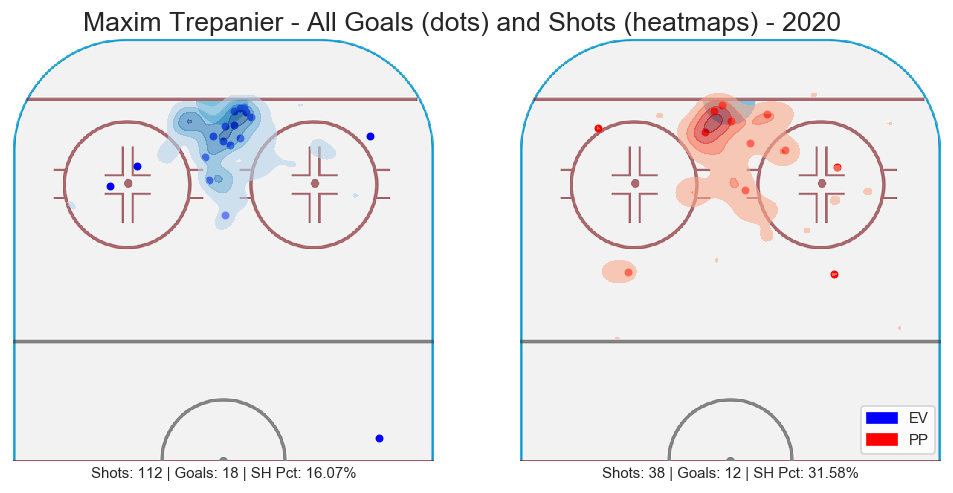 Maxim Trepanier - All Goals (dots) and Shots (heatmaps) - 2020
EV
PP
Shots: 112 | Goals: 18 | SH Pct: 16.07%
Shots: 38 | Goals: 12 | SH Pct: 31.58%